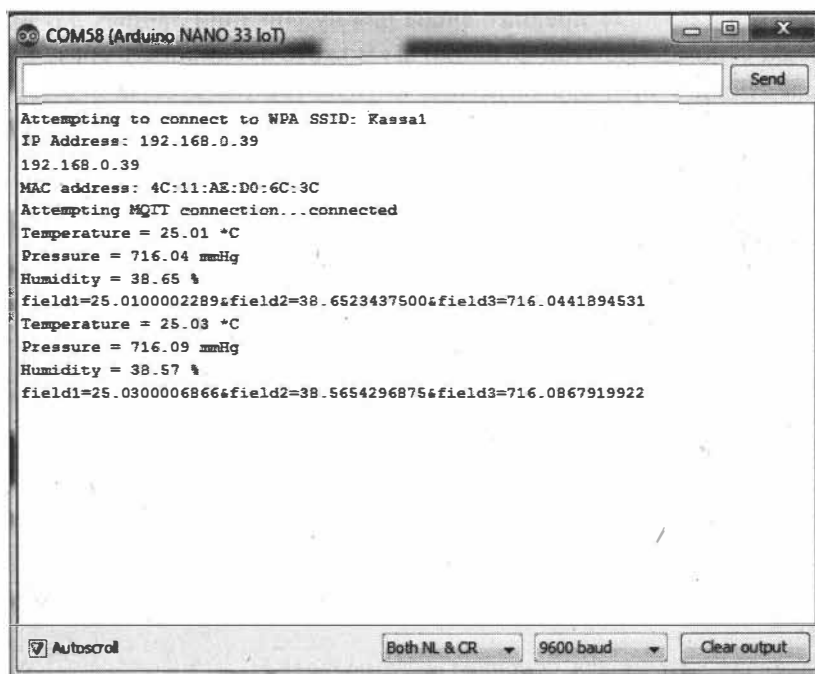 COM58 (Arduino NANO 33 IoT)
Send
Attempting to connect to WPA SSID: Kassa1
IP Address: 192.168.0.39
192.168.0.39
MAC address: 4C:11:AE:D0:6C:3C
Attempting MQTT connection...connected
Temperature = 25.01 *C
Pressure = 716.04 mmHg
Humidity = 38.65 %
field1=25.0100002289&field2=38.6523437500&field3=716.0441894531
Temperature = 25.03 *C
Pressure = 716.09 mmHg
Humidity = 38.57 %
field1=25.0300006866&field2=38.5654296875&field3=716.0867919922
Autoscroll
Both NL & CR
9600 baud
Clear output